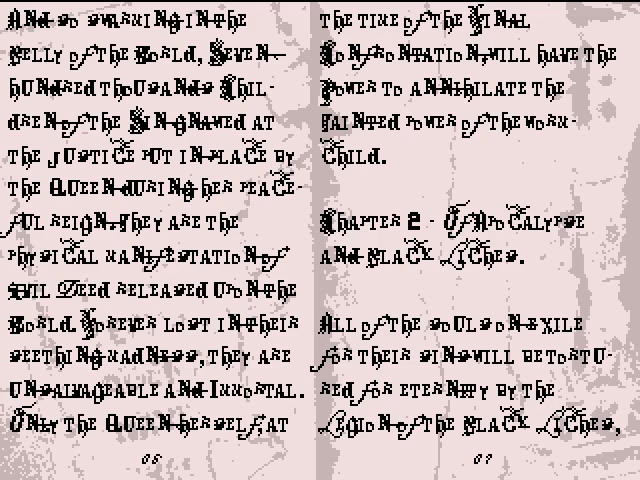 And so swarming in the
Belly of the World, Seven-
hundred thousand Chil-
dren of the Sin gnawed at
the justice put in place by
the Queen during her peace-
ful reign. They are the
physical manifestation of
Evil Deed released upon the
World. Forever lost in their
seething madness, they are
unsalvageable and immortal.
Only the Queen herself, at
06
the time of the Final
Confrontation, will have the
Power to annihilate the
tainted power of the worm-
Child.
Chapter 2 - Of Apocalypse
and Black Liches.
All of the souls on exile
for their sins will be tortu-
red for eternity by the
Legion of the Black Liches,
07